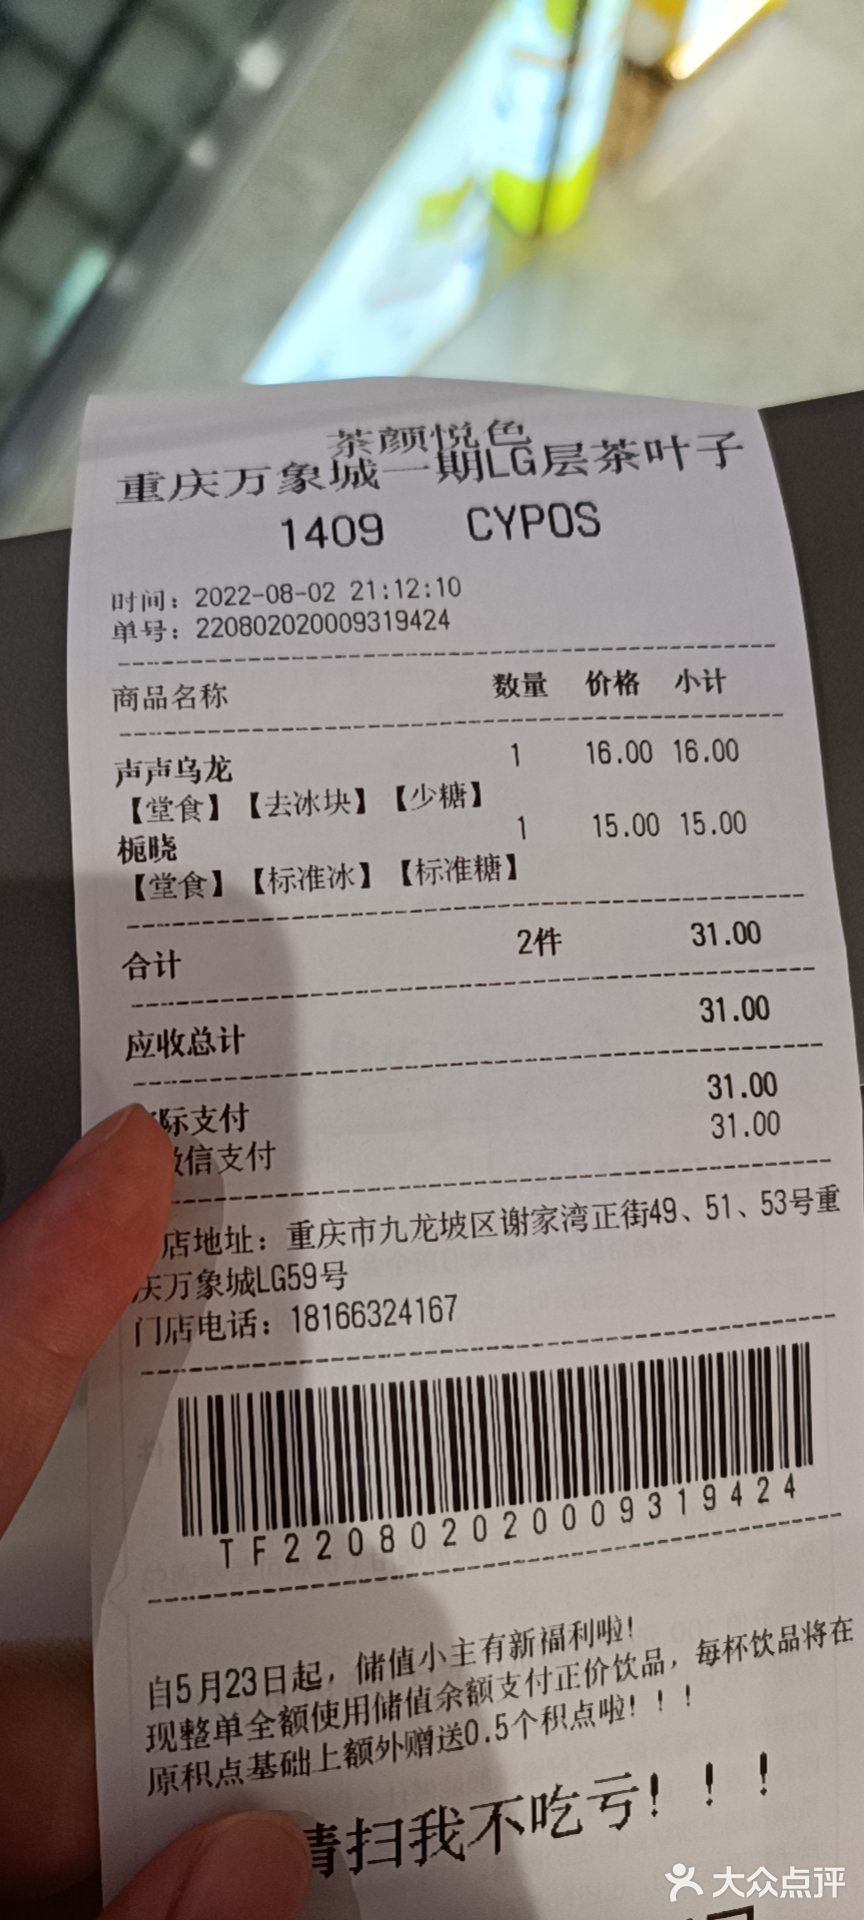 茶颜悦色
重庆万象城一期LG层茶叶子
1409 CYPOS
时间：2022-08-02 21:12:10
单号：220802020009319424
商品名称 数量 价格 小计
声声乌龙 1 16.00 16.00
【堂食】【去冰块】【少糖】
栀晓 1 15.00 15.00
【堂食】【标准冰】【标准糖】
合计 2件 31.00
应收总计 31.00
际支付 31.00
微信支付 31.00
店地址：重庆市九龙坡区谢家湾正街49、51、53号重
庆万象城LG59号
门店电话：18166324167
TF220802020009319424
自5月23日起，储值小主有新福利啦！
现整单全额使用储值余额支付正价饮品，每杯饮品将在
原积点基础上额外赠送0.5个积点啦！！！
请扫我不吃亏！！！
大众点评